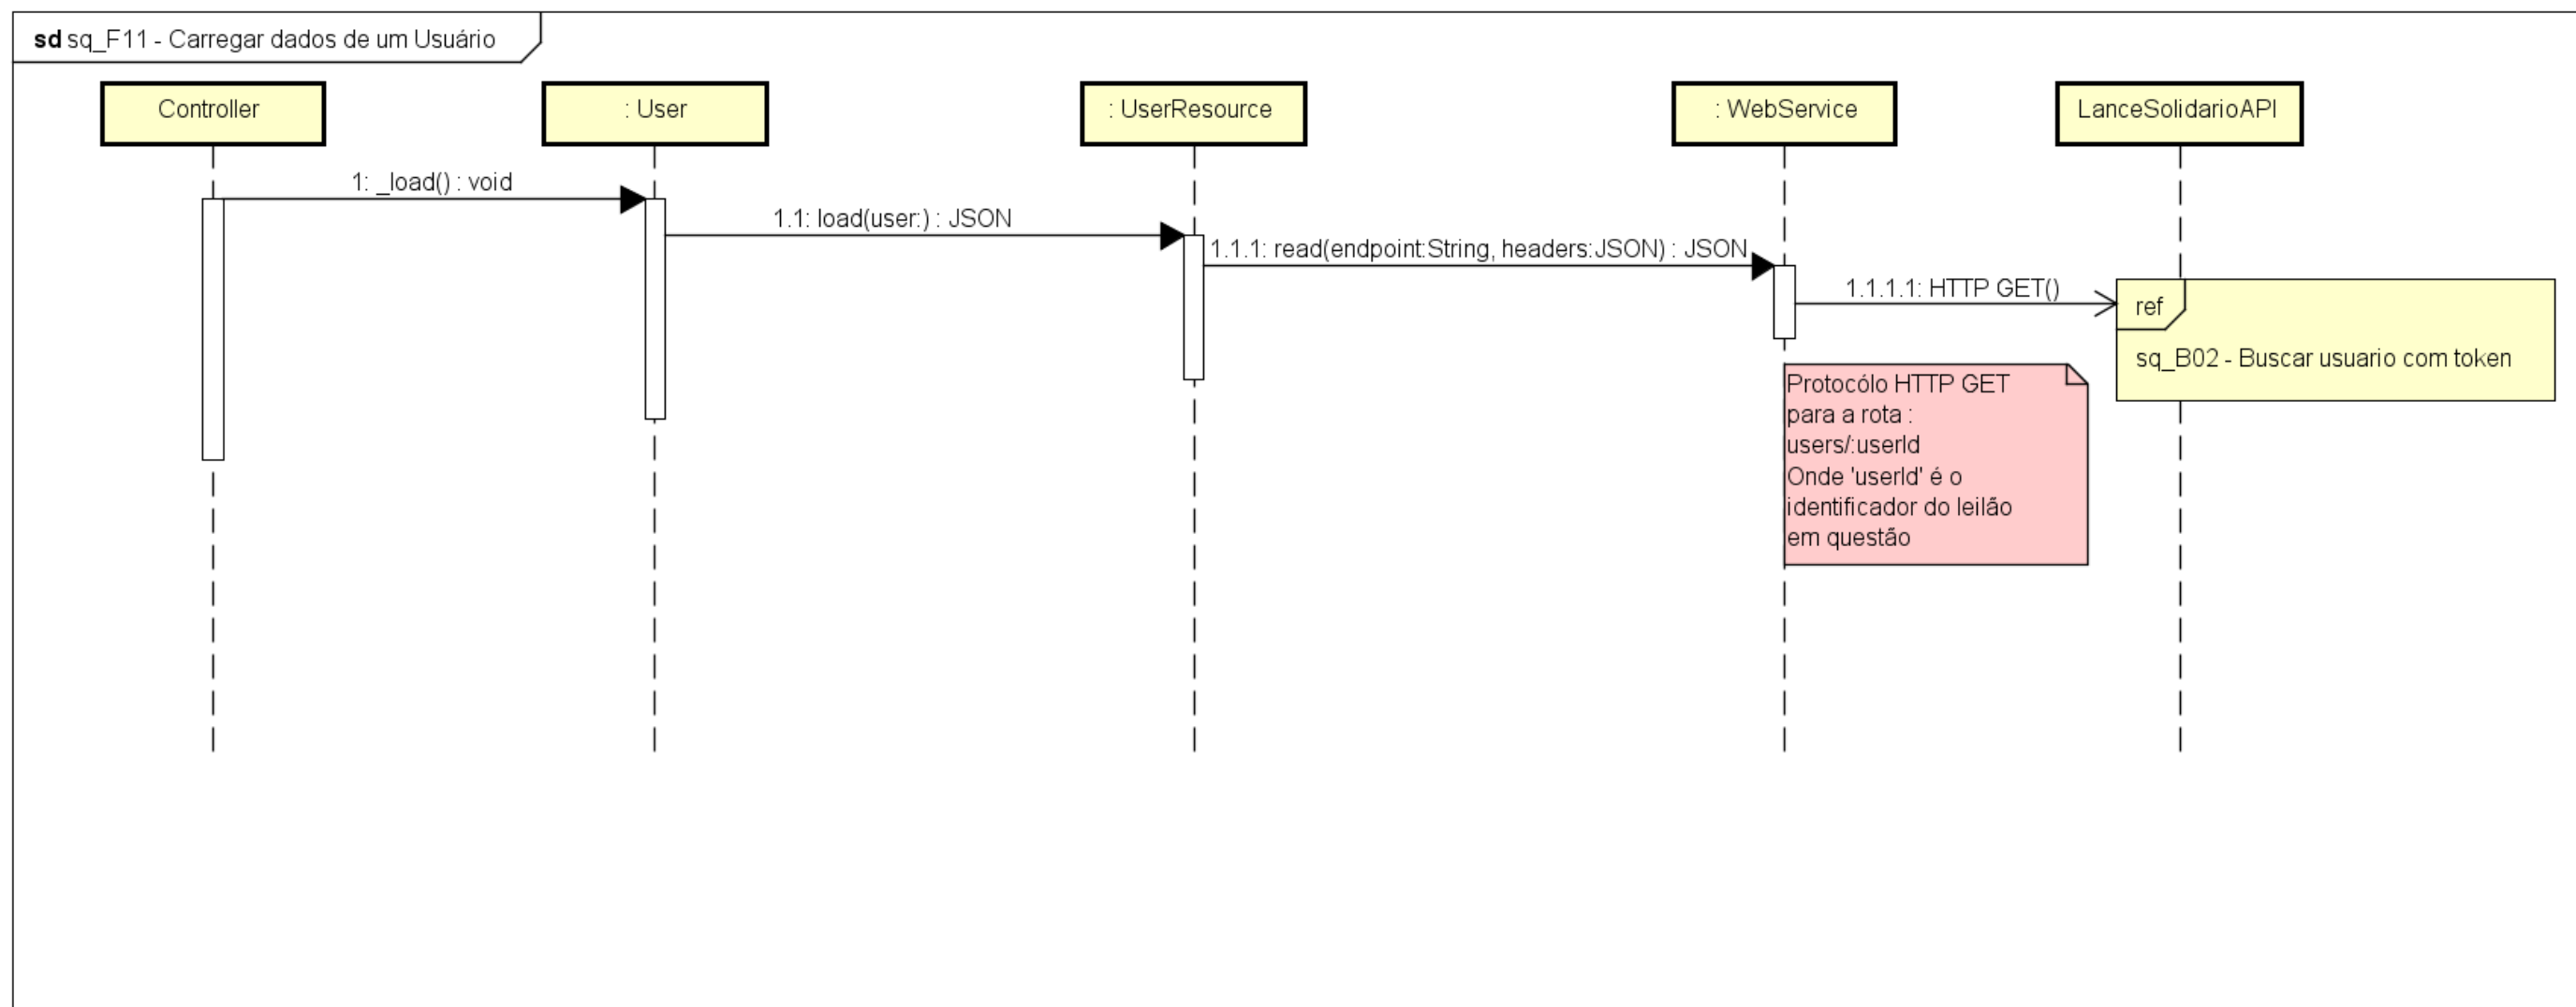 sd sq_F11 - Carregar dados de um Usuário
Controller
: User
: UserResource
: WebService
LanceSolidarioAPI
1: _load() : void
1.1: load(user:) : JSON
1.1.1: read(endpoint:String, headers:JSON) : JSON
1.1.1.1: HTTP GET()
ref
sq_B02 - Buscar usuario com token
Protocólo HTTP GET
para a rota :
users/:userId
Onde 'userId' é o
identificador do leilão
em questão